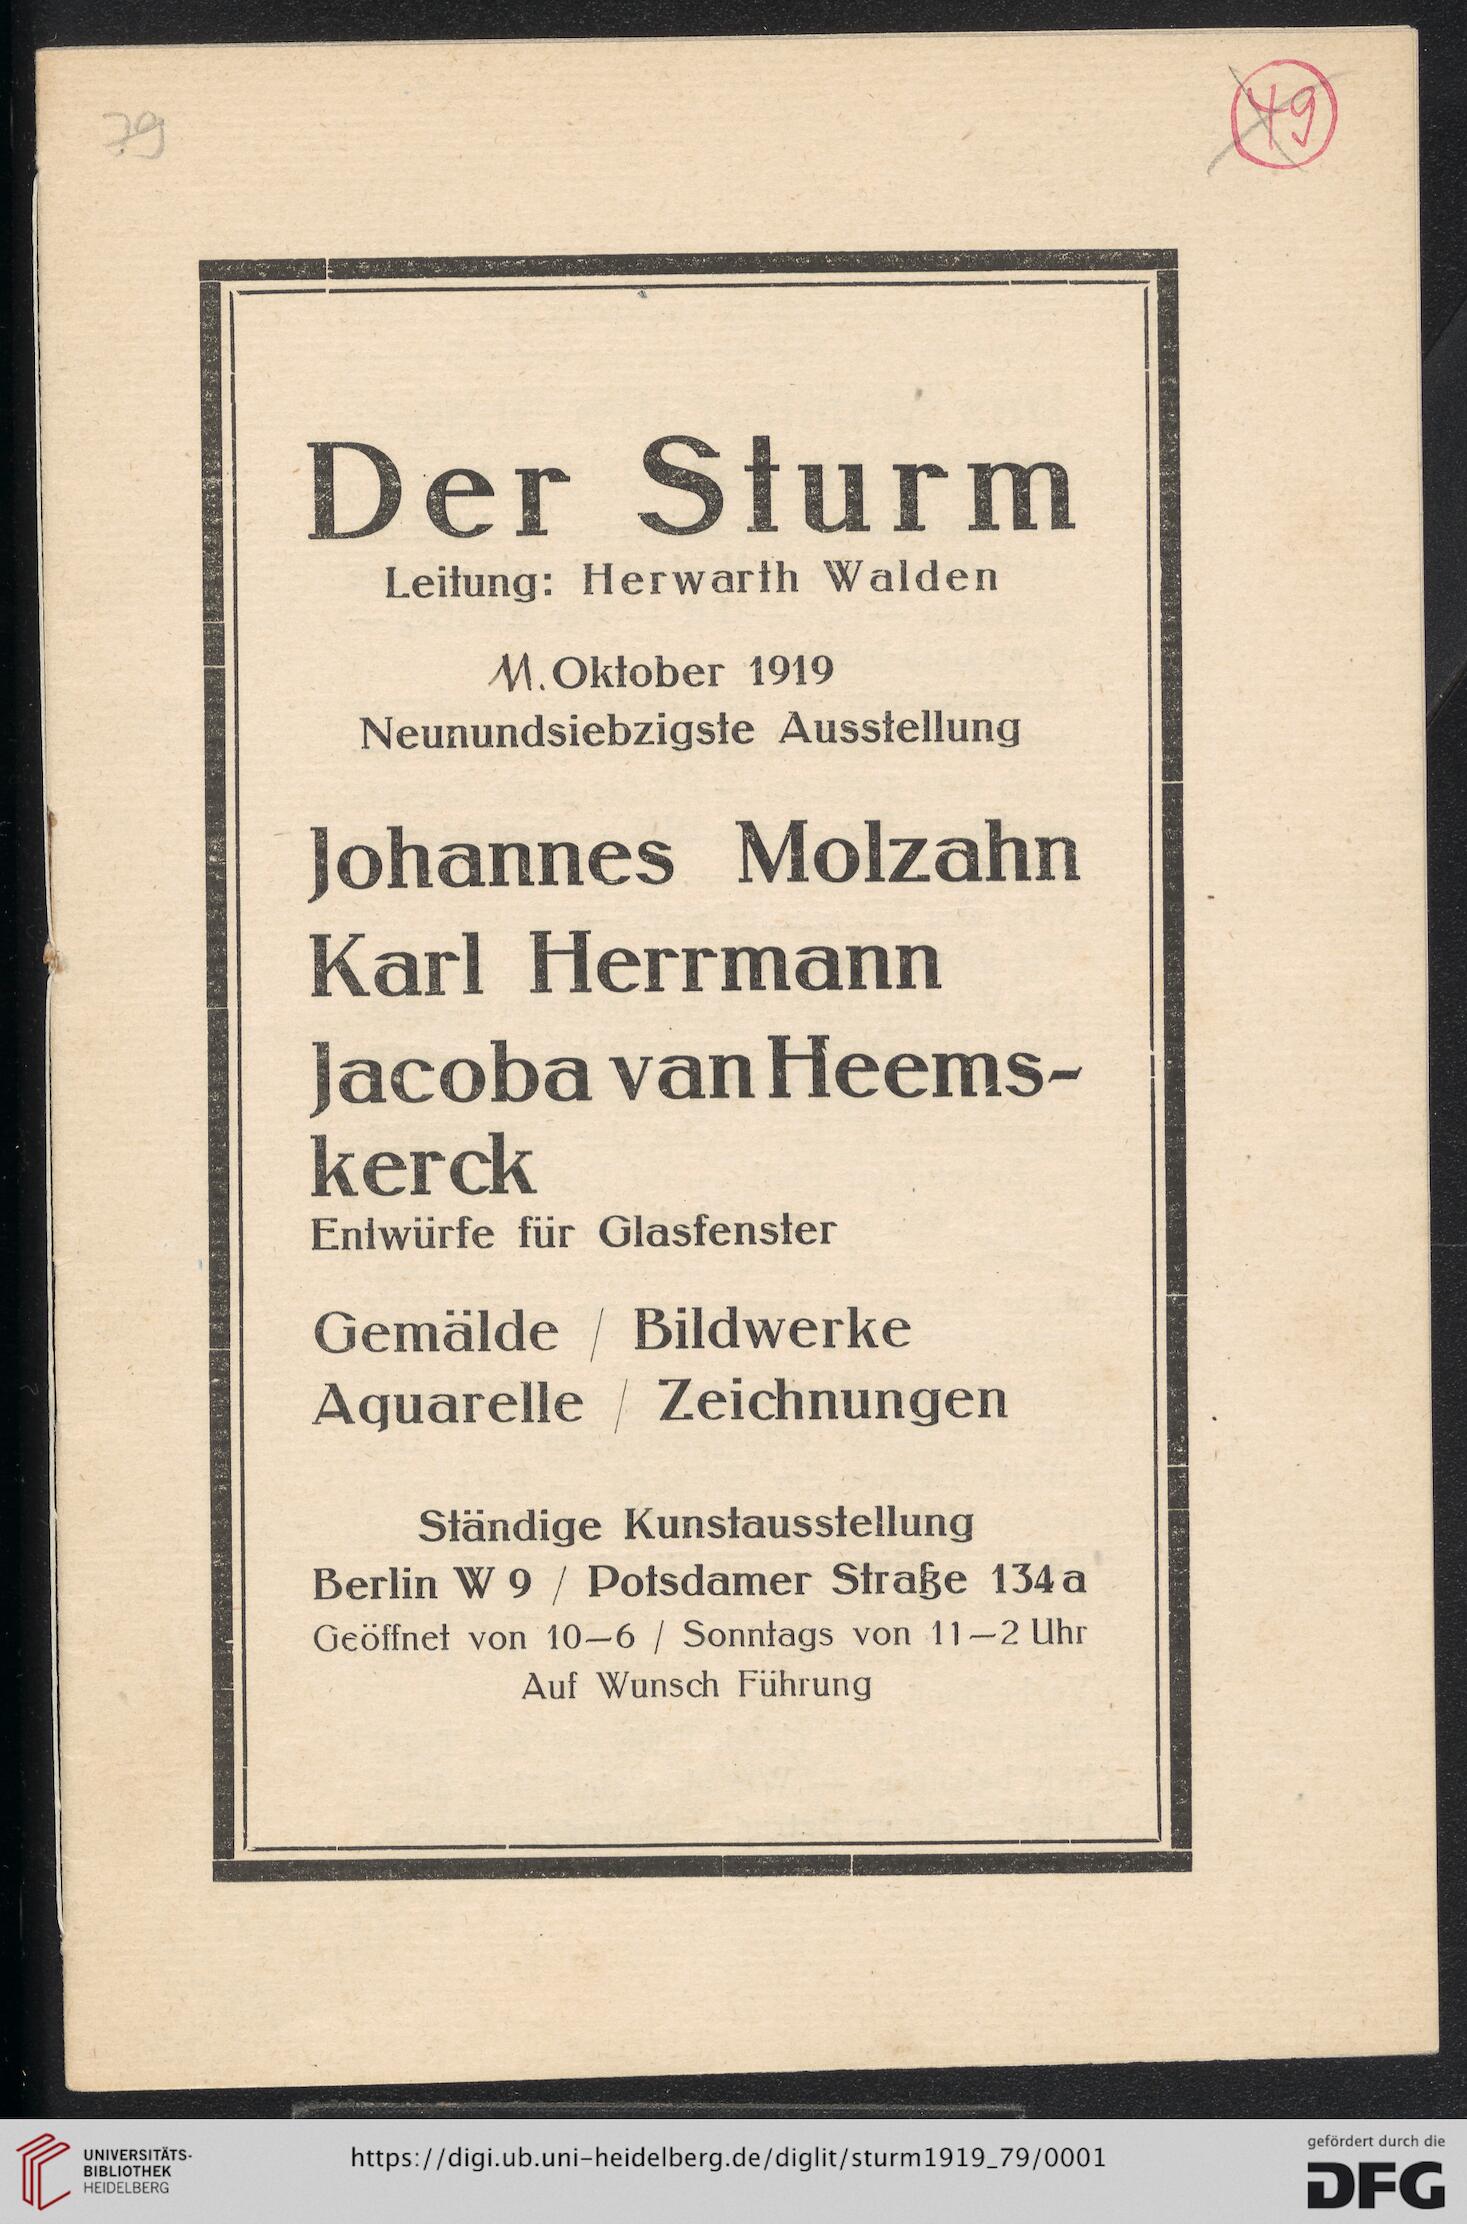 79
49
Der Sturm
Leitung: Herwarth Walden
11. Oktober 1919
Neunundsiebzigste Ausstellung
Johannes Molzahn
Karl Herrmann
Jacoba van Heems-
kerck
Entwürfe für Glasfenster
Gemälde / Bildwerke
Aquarelle / Zeichnungen
Ständige Kunstausstellung
Berlin W 9 / Potsdamer Straße 134 a
Geöffnet von 10—6 / Sonntags von 11—2 Uhr
Auf Wunsch Führung
UNIVERSITÄTS-
BIBLIOTHEK
HEIDELBERG
https://digi.ub.uni-heidelberg.de/diglit/sturm1919_79/0001
gefördert durch die
DFG